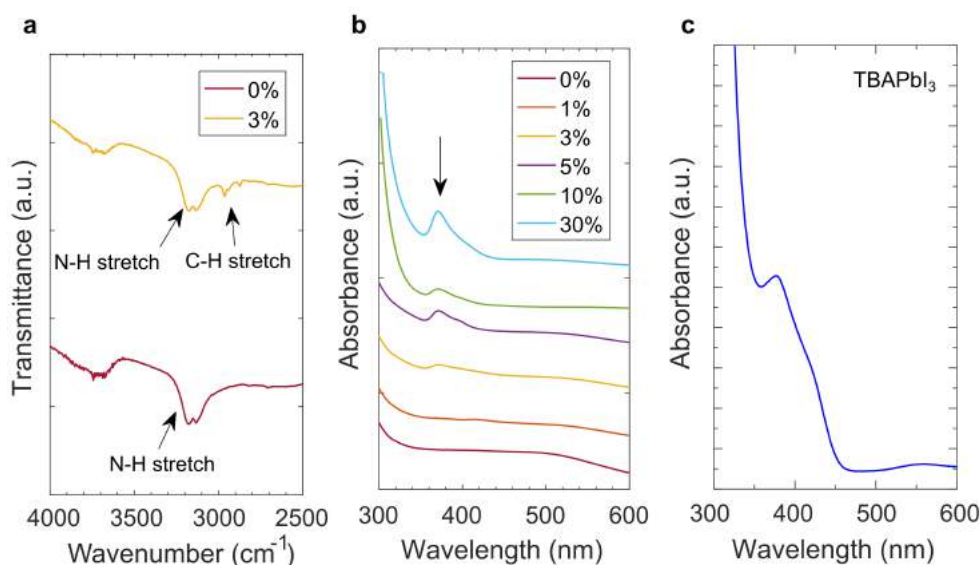 a
0%
3%
N-H stretch
C-H stretch
N-H stretch
Transmittance (a.u.)
4000 3500 3000 2500
Wavenumber (cm⁻¹)
b
0%
1%
3%
5%
10%
30%
Absorbance (a.u.)
300 400 500 600
Wavelength (nm)
c
TBAPbI₃
Absorbance (a.u.)
300 400 500 600
Wavelength (nm)